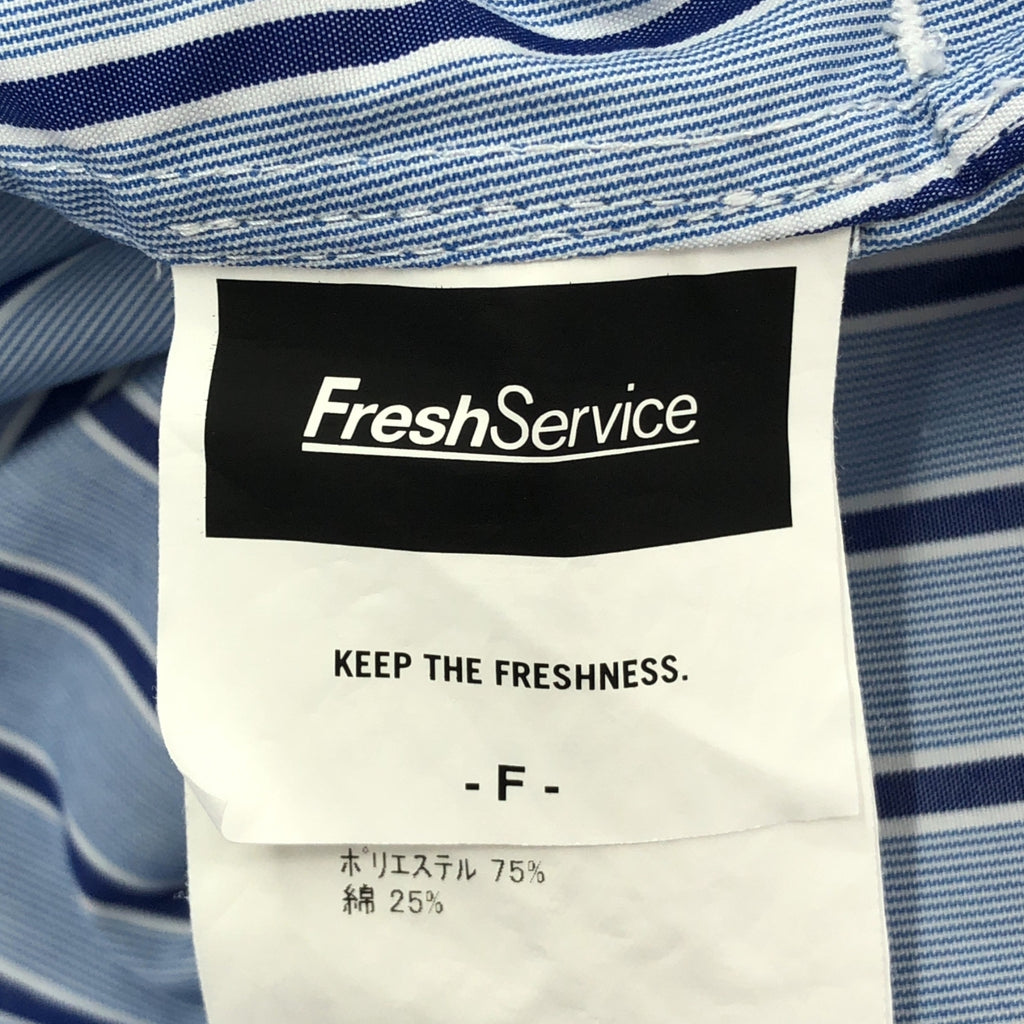 FreshService
KEEP THE FRESHNESS.
- F -
ポリエステル 75%
綿 25%